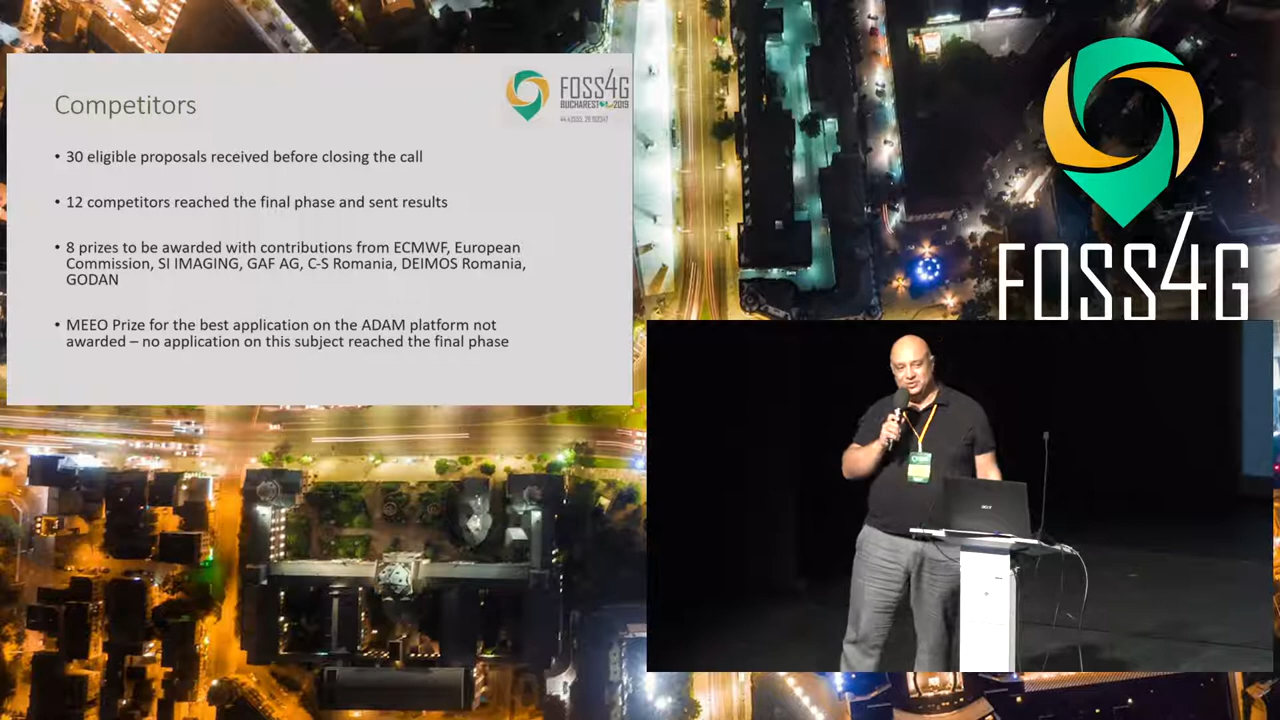 Competitors
FOSS4G
BUCHAREST 2019
• 30 eligible proposals received before closing the call
• 12 competitors reached the final phase and sent results
• 8 prizes to be awarded with contributions from ECMWF, European
Commission, SI IMAGING, GAF AG, C-S Romania, DEIMOS Romania,
GODAN
• MEEO Prize for the best application on the ADAM platform not
awarded – no application on this subject reached the final phase
FOSS4G
acer